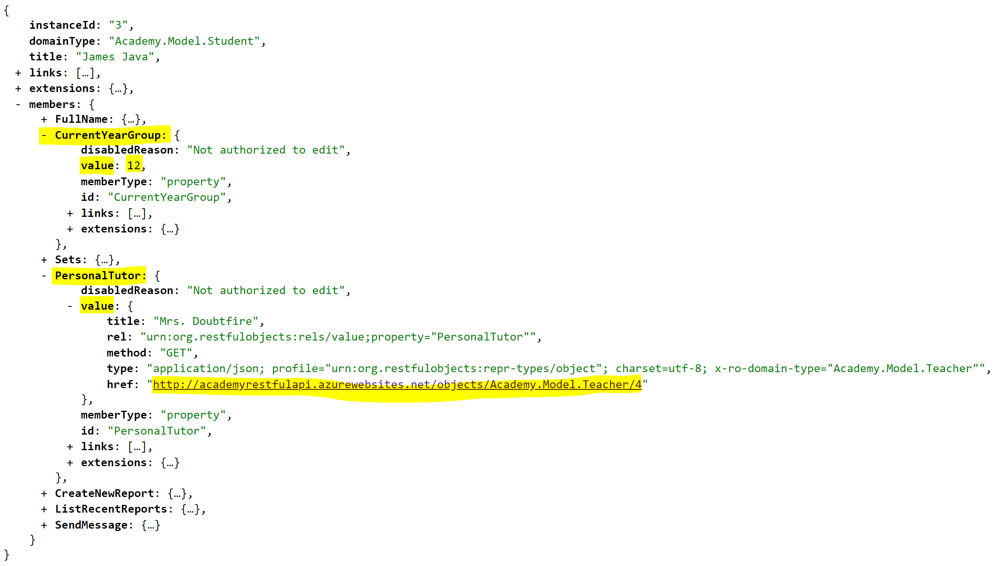 {
instanceId: "3",
domainType: "Academy.Model.Student",
title: "James Java",
+ links: […],
+ extensions: {…},
- members: {
+ FullName: {…},
- CurrentYearGroup: {
disabledReason: "Not authorized to edit",
value: 12,
memberType: "property",
id: "CurrentYearGroup",
+ links: […],
+ extensions: {…}
},
+ Sets: {…},
- PersonalTutor: {
disabledReason: "Not authorized to edit",
- value: {
title: "Mrs. Doubtfire",
rel: "urn:org.restfulobjects:rels/value;property="PersonalTutor"",
method: "GET",
type: "application/json; profile="urn:org.restfulobjects:repr-types/object"; charset=utf-8; x-ro-domain-type="Academy.Model.Teacher"",
href: "http://academyrestfulapi.azurewebsites.net/objects/Academy.Model.Teacher/4"
},
memberType: "property",
id: "PersonalTutor",
+ links: […],
+ extensions: {…}
},
+ CreateNewReport: {…},
+ ListRecentReports: {…},
+ SendMessage: {…}
}
}